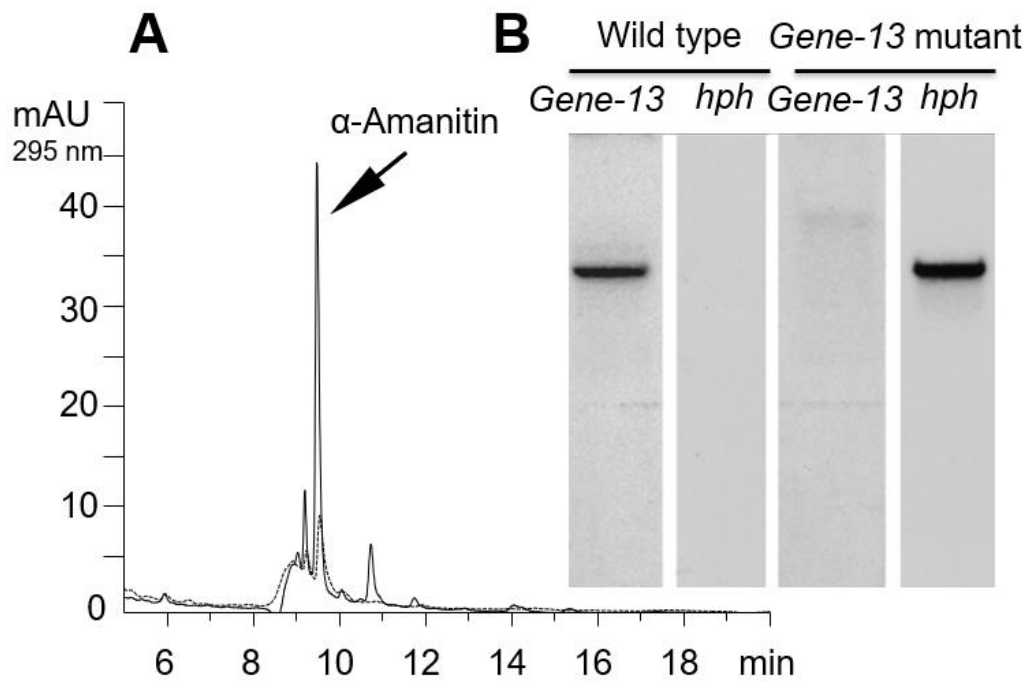 A
mAU
295 nm
α-Amanitin
40
30
20
10
0
6 8 10 12 14 16 18 min
B
Wild type Gene-13 mutant
Gene-13 hph Gene-13 hph